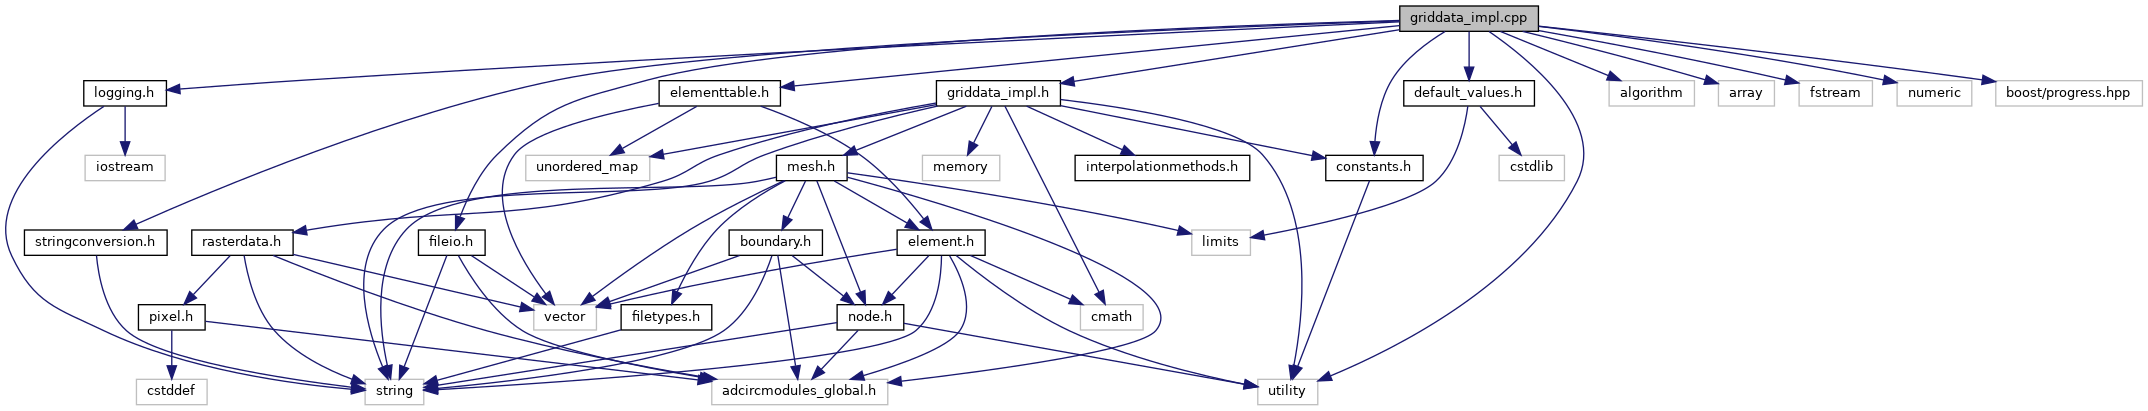 griddata_impl.cpp
logging.h
elementtable.h
griddata_impl.h
default_values.h
algorithm
array
fstream
numeric
boost/progress.hpp
iostream
unordered_map
mesh.h
memory
interpolationmethods.h
constants.h
cstdlib
stringconversion.h
rasterdata.h
fileio.h
boundary.h
element.h
limits
pixel.h
vector
filetypes.h
node.h
cmath
cstddef
string
adcircmodules_global.h
utility